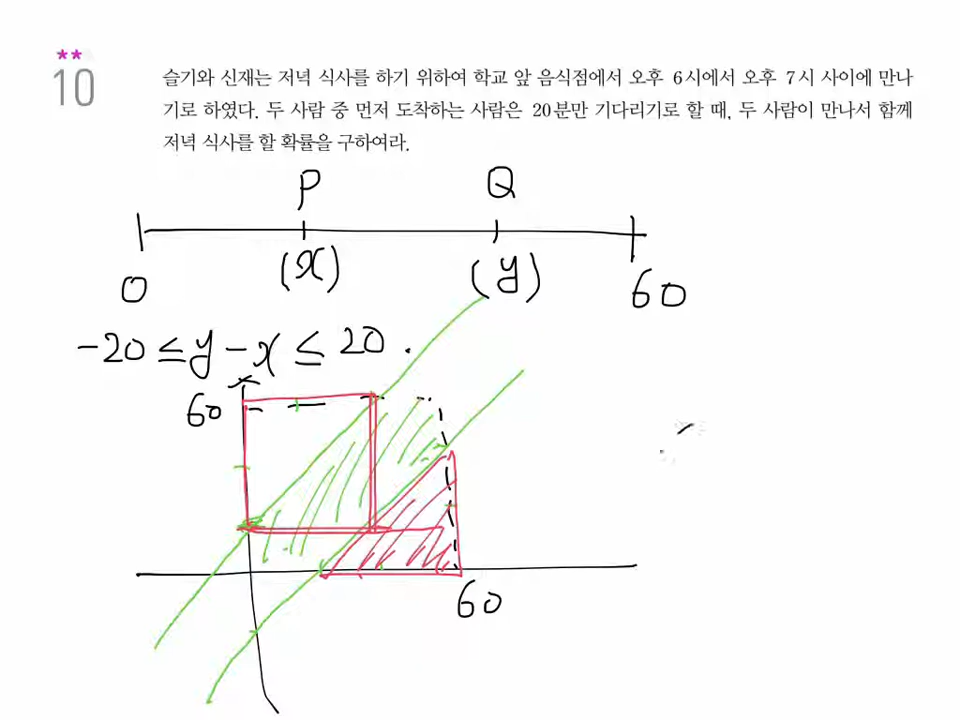 **
10
슬기와 신재는 저녁 식사를 하기 위하여 학교 앞 음식점에서 오후 6시에서 오후 7시 사이에 만나
기로 하였다. 두 사람 중 먼저 도착하는 사람은 20분만 기다리기로 할 때, 두 사람이 만나서 함께
저녁 식사를 할 확률을 구하여라.
P Q
(x) (y)
0 60
-20 ≤ y - x ≤ 20 .
60
60